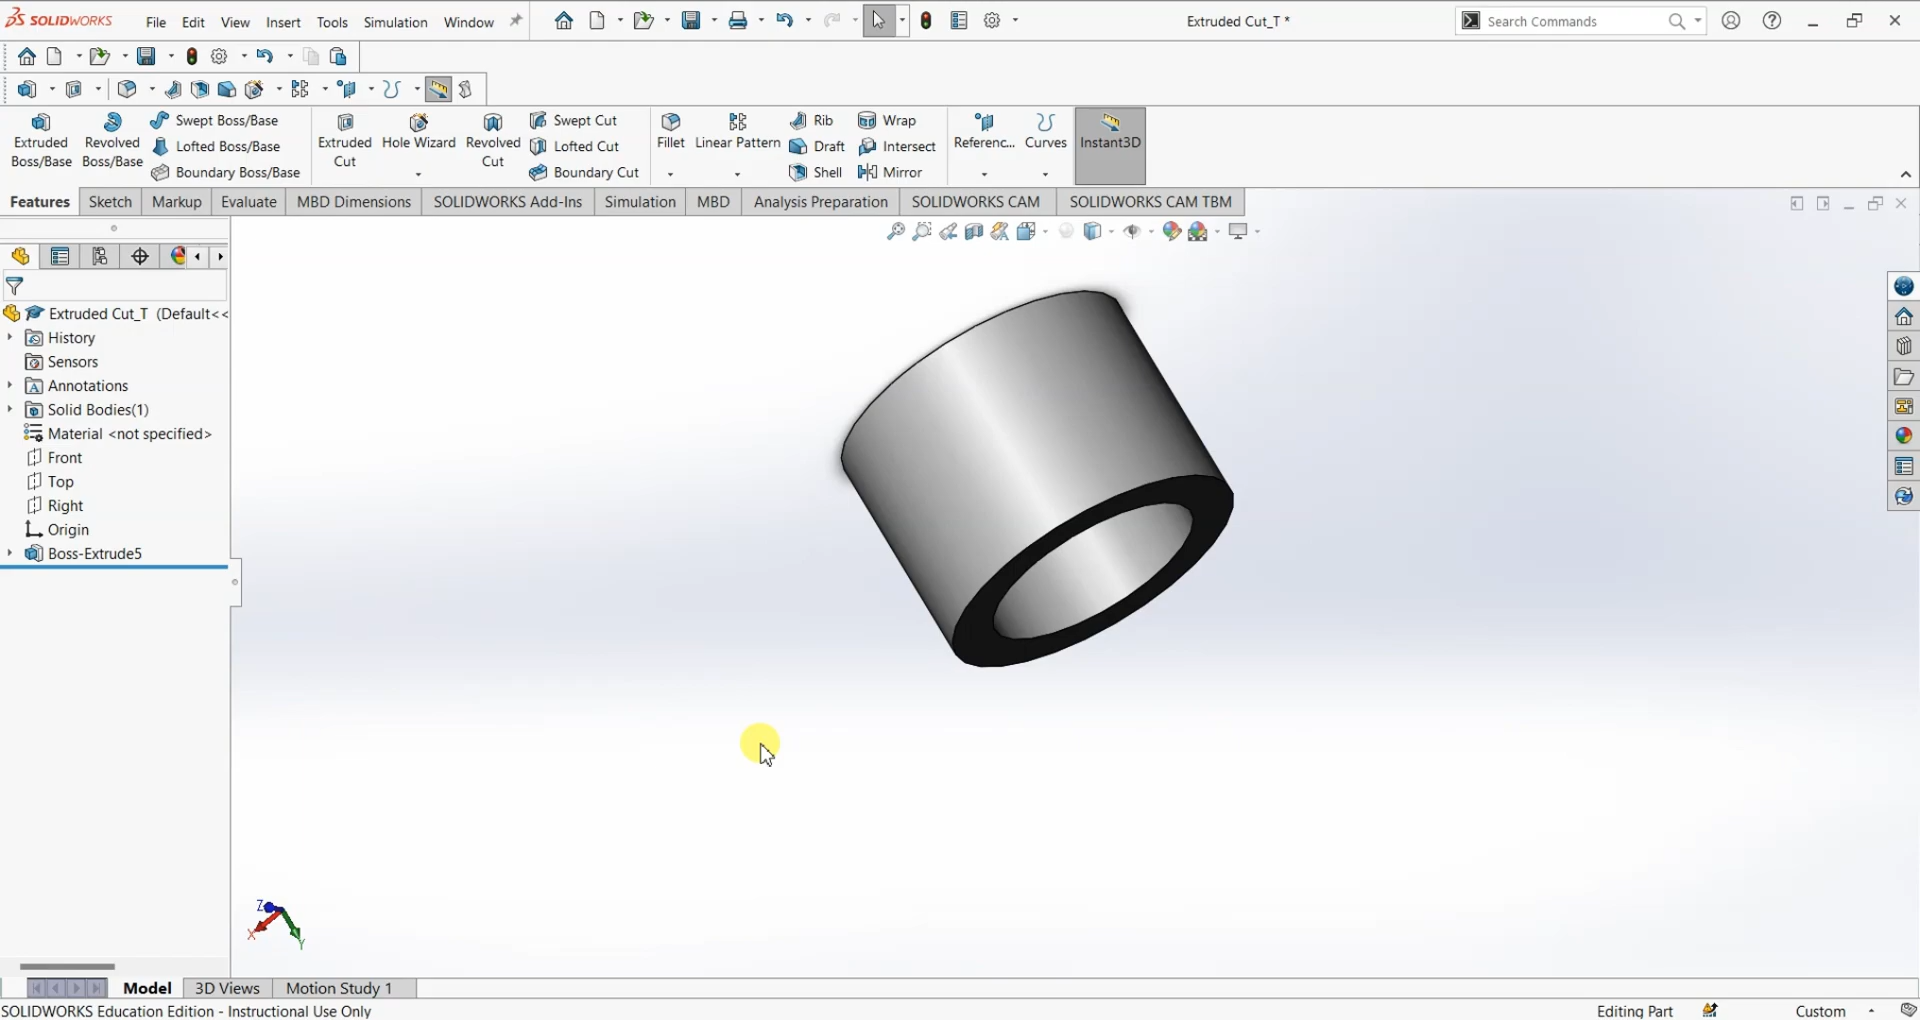 SOLIDWORKS File Edit View Insert Tools Simulation Window Extruded Cut_T * Search Commands
Extruded Boss/Base
Revolved Boss/Base
Swept Boss/Base
Lofted Boss/Base
Boundary Boss/Base
Extruded Cut
Hole Wizard
Revolved Cut
Swept Cut
Lofted Cut
Boundary Cut
Fillet
Linear Pattern
Rib
Draft
Shell
Wrap
Intersect
Mirror
Referenc...
Curves
Instant3D
Features Sketch Markup Evaluate MBD Dimensions SOLIDWORKS Add-Ins Simulation MBD Analysis Preparation SOLIDWORKS CAM SOLIDWORKS CAM TBM
Extruded Cut_T (Default<<
History
Sensors
Annotations
Solid Bodies(1)
Material <not specified>
Front
Top
Right
Origin
Boss-Extrude5
Z
X
Y
Model 3D Views Motion Study 1
SOLIDWORKS Education Edition - Instructional Use Only Editing Part Custom